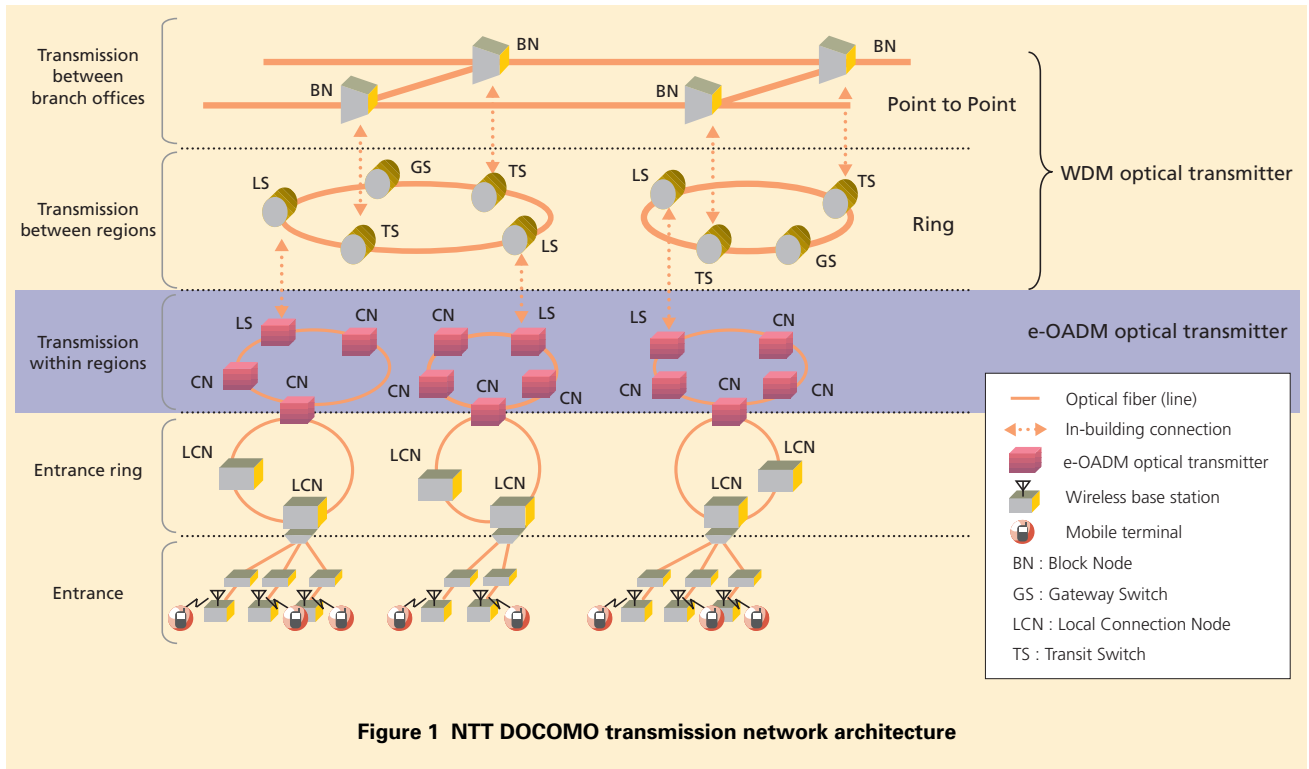 Transmission
between
branch offices
BN
BN
BN
BN
Point to Point
WDM optical transmitter
Transmission
between regions
LS
GS
TS
TS
LS
LS
TS
TS
GS
Ring
Transmission
within regions
LS
CN
CN
CN
CN
LS
CN
CN
LS
CN
CN
CN
e-OADM optical transmitter
Entrance ring
LCN
LCN
LCN
LCN
LCN
LCN
Entrance
Optical fiber (line)
In-building connection
e-OADM optical transmitter
Wireless base station
Mobile terminal
BN : Block Node
GS : Gateway Switch
LCN : Local Connection Node
TS : Transit Switch
Figure 1 NTT DOCOMO transmission network architecture